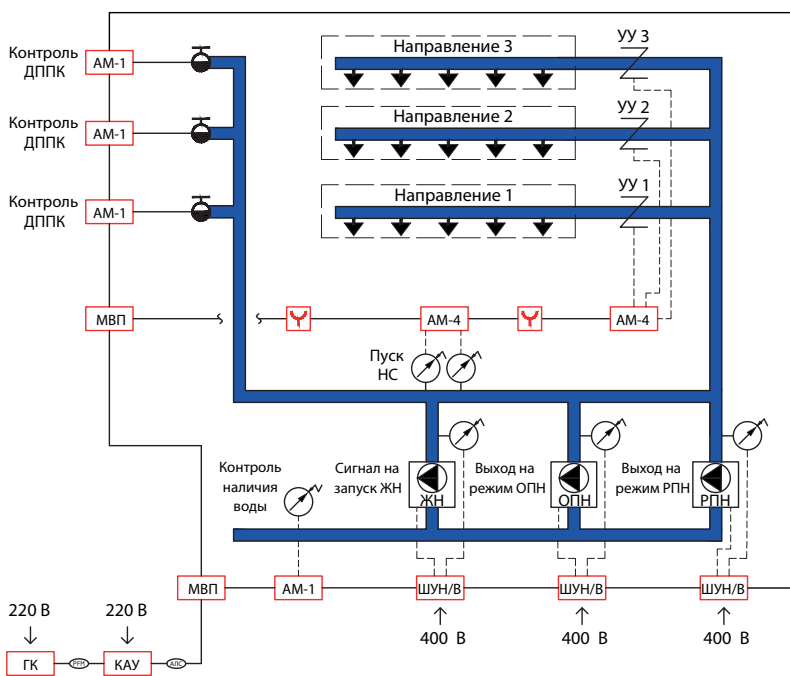 Контроль
ДППК
АМ-1
Направление 3
УУ 3
Контроль
ДППК
АМ-1
Направление 2
УУ 2
Контроль
ДППК
АМ-1
Направление 1
УУ 1
МВП
АМ-4
АМ-4
Пуск
НС
Контроль
наличия
воды
Сигнал на
запуск ЖН
ЖН
Выход на
режим ОПН
ОПН
Выход на
режим РПН
РПН
МВП
АМ-1
ШУН/В
ШУН/В
ШУН/В
400 В
400 В
400 В
220 В
220 В
ГК
RFM
КАУ
АЛС